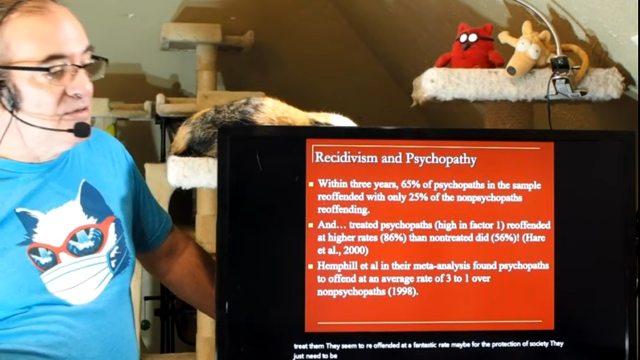 Recidivism and Psychopathy
Within three years, 65% of psychopaths in the sample
reoffended with only 25% of the nonpsychopaths
reoffending.
And... treated psychopaths (high in factor 1) reoffended
at higher rates (86%) than nontreated did (56%)! (Hare
et al., 2000)
Hemphill et al in their meta-analysis found psychopaths
to offend at an average rate of 3 to 1 over
nonpsychopaths (1998).
treat them They seem to re offended at a fantastic rate maybe for the protection of society They
just need to be